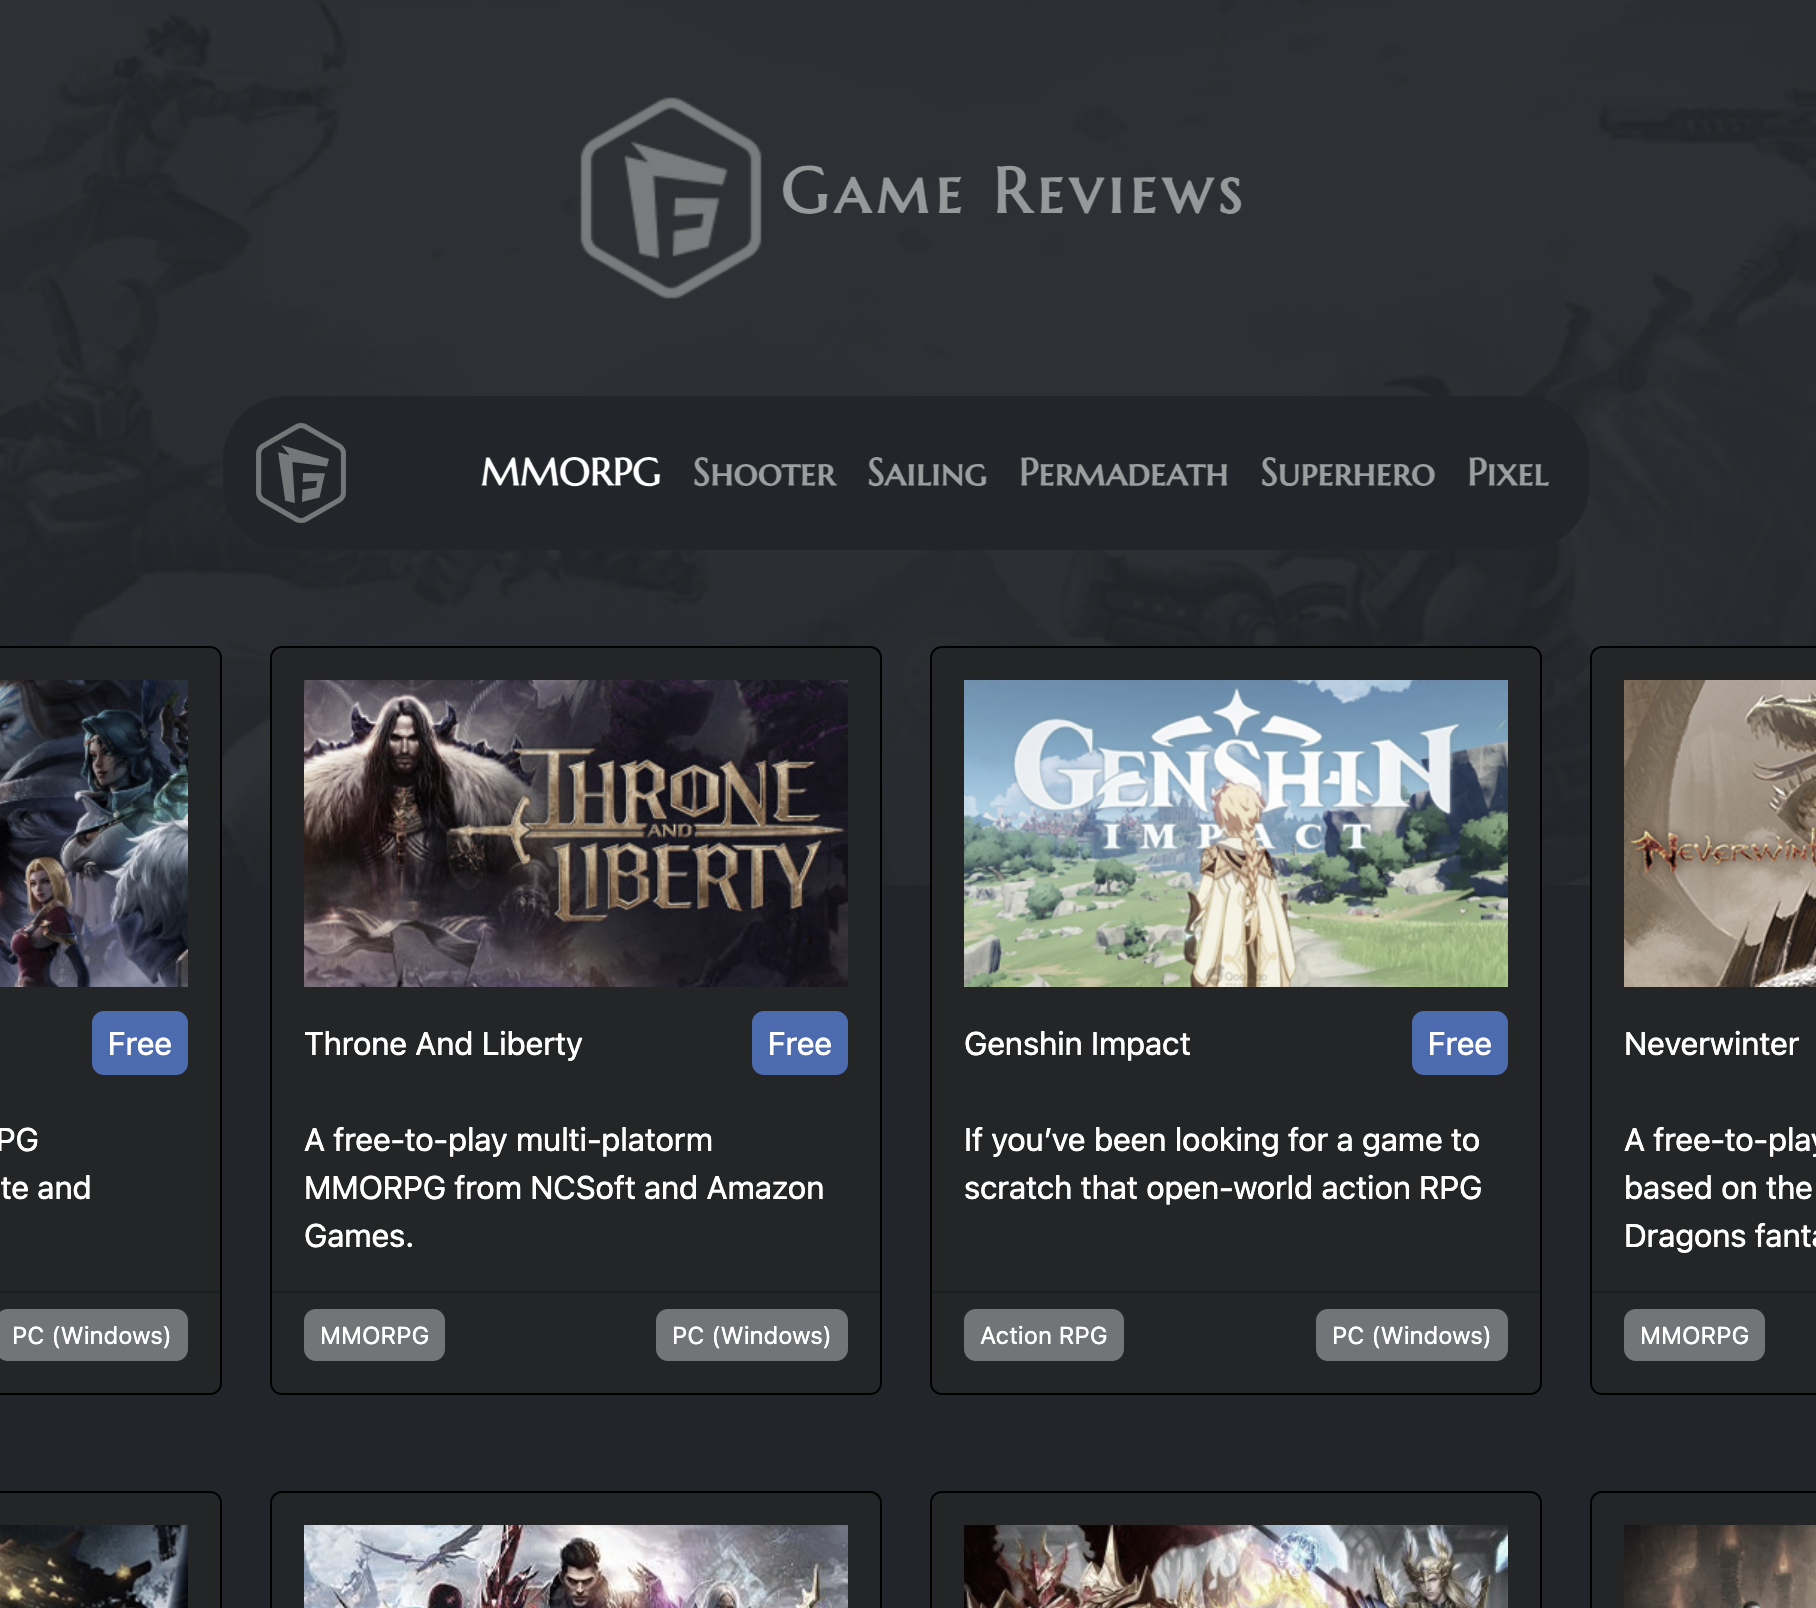 Game Reviews
MMORPG Shooter Sailing Permadeath Superhero Pixel
Free
PG
te and
PC (Windows)
THRONE
AND
LIBERTY
Throne And Liberty
Free
A free-to-play multi-platorm
MMORPG from NCSoft and Amazon
Games.
MMORPG
PC (Windows)
GENSHIN
IMPACT
Genshin Impact
Free
If you’ve been looking for a game to
scratch that open-world action RPG
Action RPG
PC (Windows)
NEVERWINT
Neverwinter
A free-to-play
based on the
Dragons fanta
MMORPG